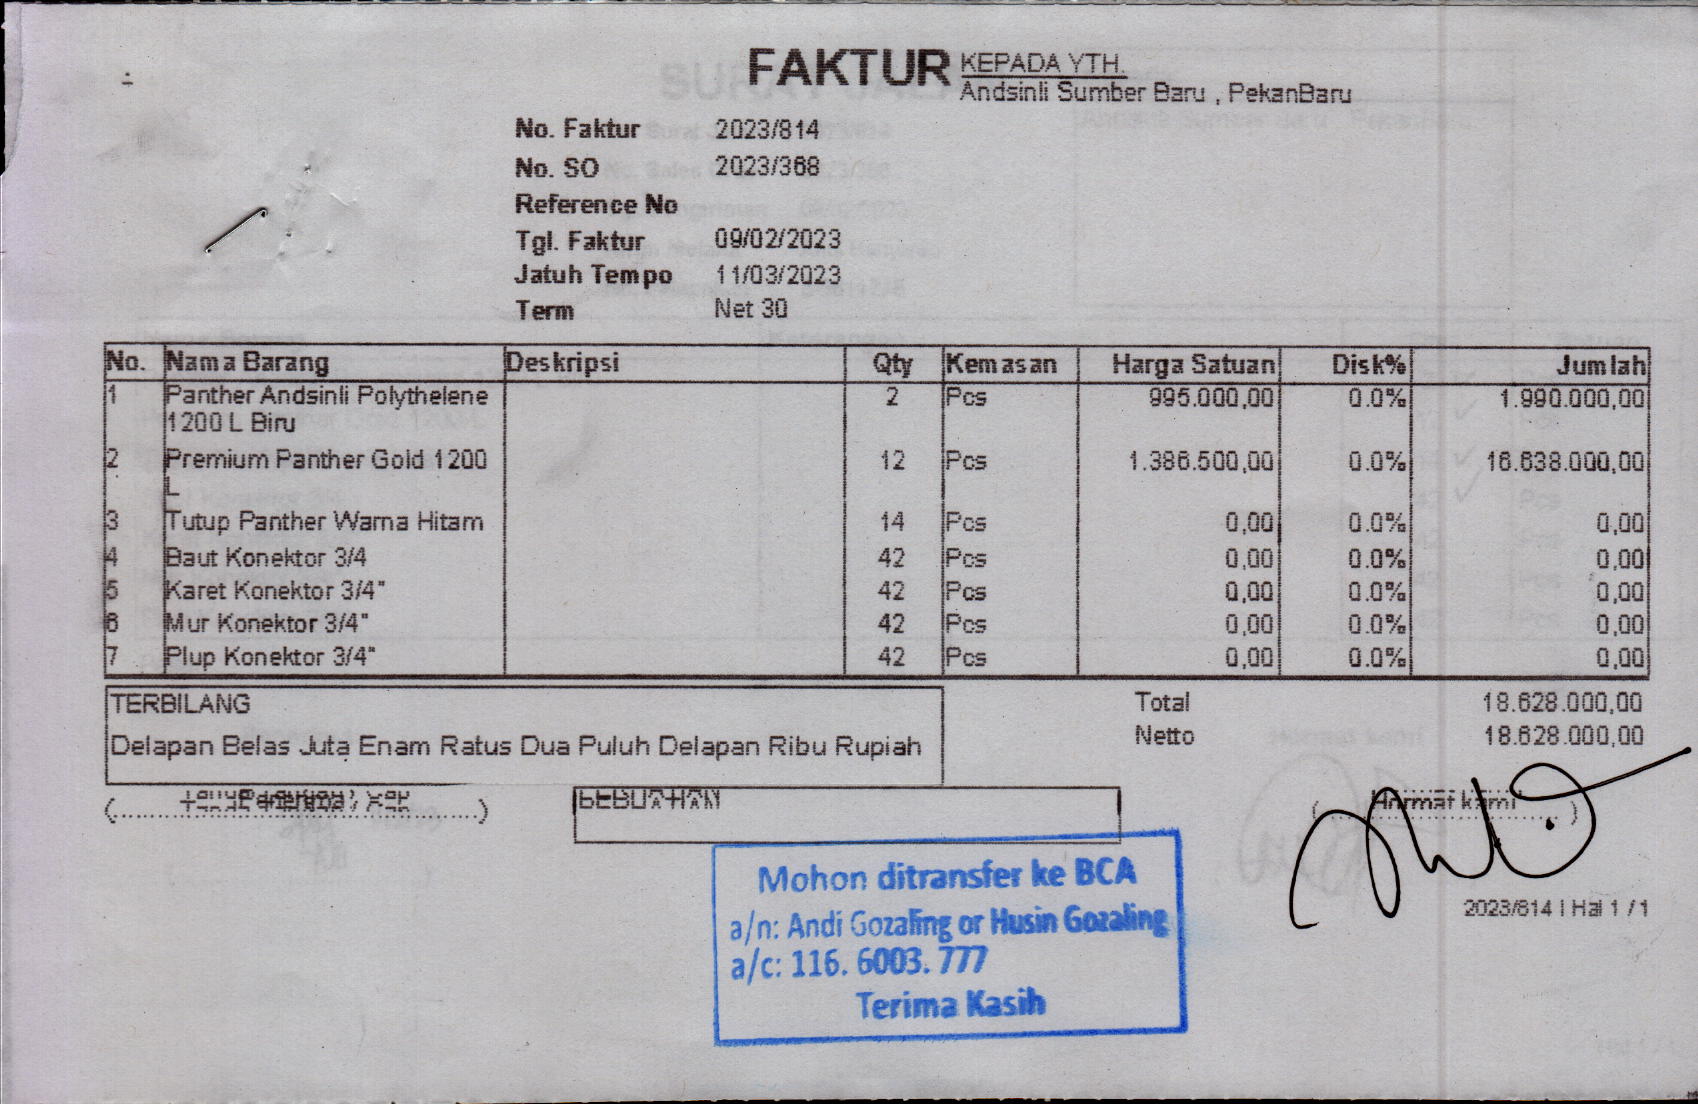 FAKTUR
KEPADA YTH.
Andsinli Sumber Baru , PekanBaru
No. Faktur 2023/814
No. SO 2023/368
Reference No
Tgl. Faktur 09/02/2023
Jatuh Tempo 11/03/2023
Term Net 30
No. Nama Barang Deskripsi Qty Kemasan Harga Satuan Disk% Jumlah
1 Panther Andsinli Polythelene 2 Pcs 995.000,00 0.0% 1.990.000,00
1200 L Biru
2 Premium Panther Gold 1200 12 Pcs 1.386.500,00 0.0% 16.638.000,00
L
3 Tutup Panther Warna Hitam 14 Pcs 0,00 0.0% 0,00
4 Baut Konektor 3/4 42 Pcs 0,00 0.0% 0,00
5 Karet Konektor 3/4" 42 Pcs 0,00 0.0% 0,00
6 Mur Konektor 3/4" 42 Pcs 0,00 0.0% 0,00
7 Plup Konektor 3/4" 42 Pcs 0,00 0.0% 0,00
TERBILANG
Delapan Belas Juta Enam Ratus Dua Puluh Delapan Ribu Rupiah
Total 18.628.000,00
Netto 18.628.000,00
Hormat kami
2023/814 | Hal 1 / 1
Mohon ditransfer ke BCA
a/n: Andi Gozaling or Husin Gozaling
a/c: 116. 6003. 777
Terima Kasih